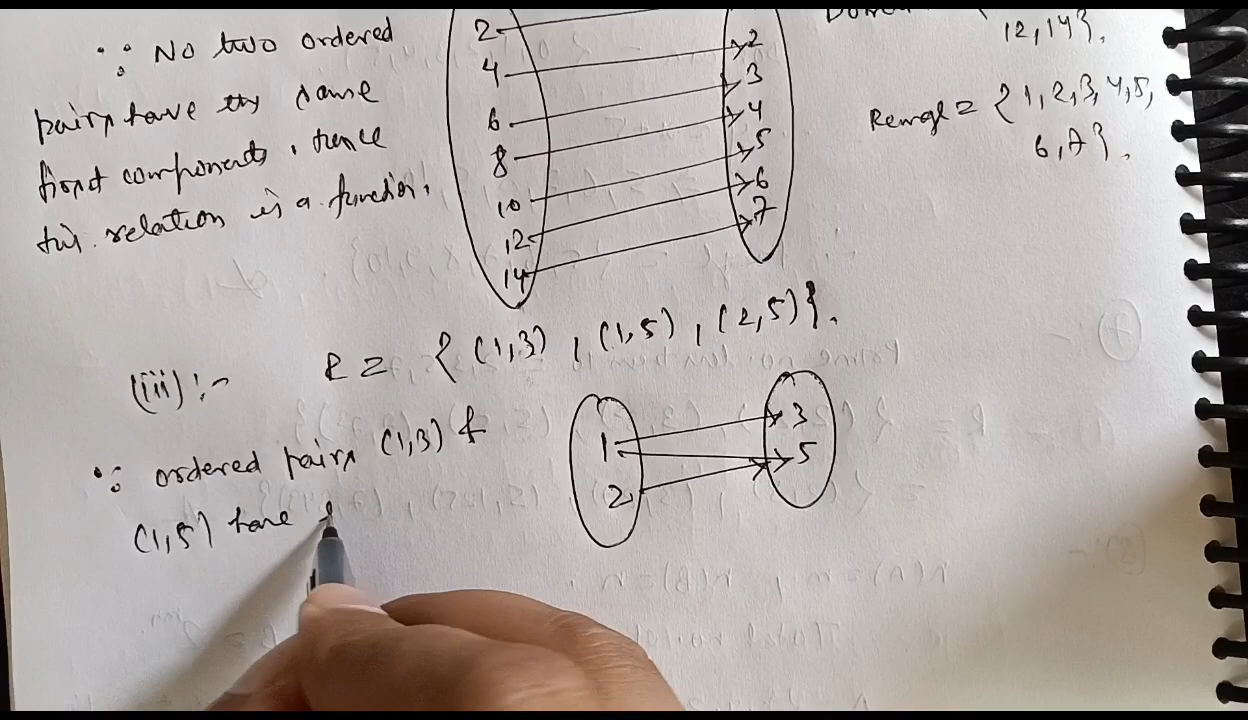 ∵ No two ordered
pairs have the same
first components, hence
this relation is a function.
2
4
6
8
10
12
14
2
3
4
5
6
7
12, 14}.
Range = {1, 2, 3, 4, 5,
6, 7}.
(iii) :- R = {(1,3), (1,5), (2,5)}.
∵ ordered pairs (1,3) &
(1,5) have
1
2
3
5